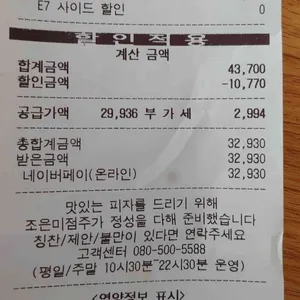 E7 사이드 할인 0
할인적용
계산 금액
합계금액 43,700
할인금액 -10,770
공급가액 29,936 부 가 세 2,994
총합계금액 32,930
받은금액 32,930
네이버페이(온라인) 32,930
맛있는 피자를 드리기 위해
조은미점주가 정성을 다해 준비했습니다
칭찬/제안/불만이 있다면 연락주세요
고객센터 080-500-5588
(평일/주말 10시30분~22시30분 운영)
<영양정보 표시>